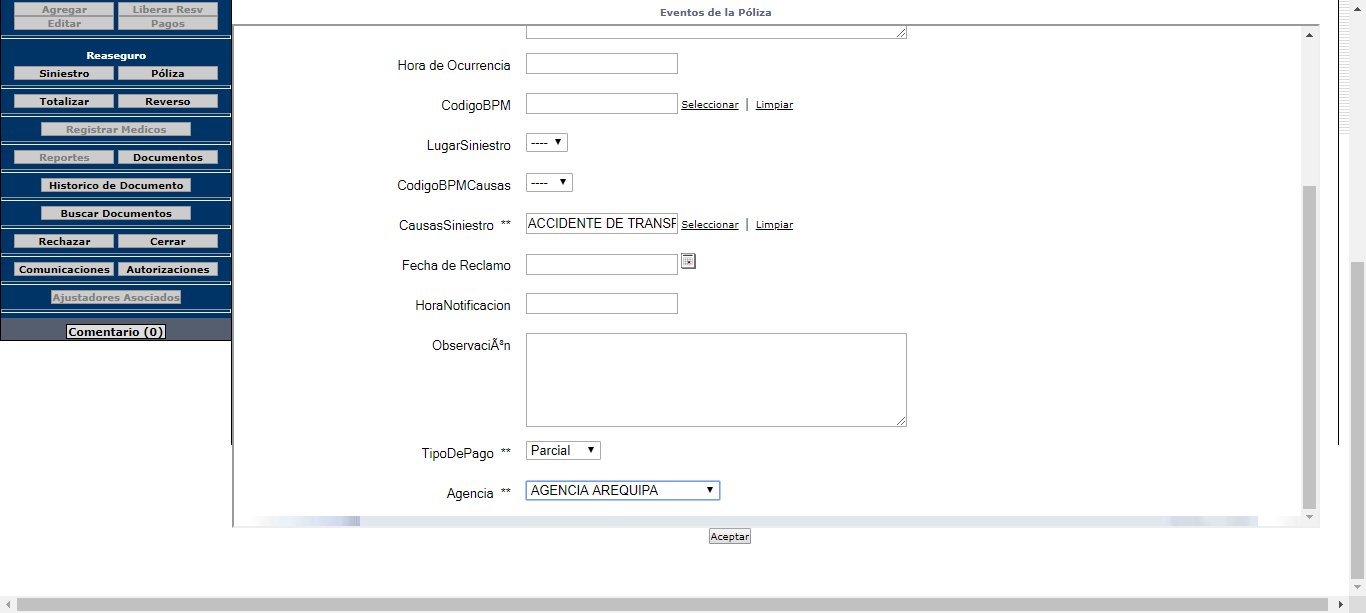 Agregar Liberar Resv
Editar Pagos
Reaseguro
Siniestro Póliza
Totalizar Reverso
Registrar Medicos
Reportes Documentos
Historico de Documento
Buscar Documentos
Rechazar Cerrar
Comunicaciones Autorizaciones
Ajustadores Asociados
Comentario (0)
Eventos de la Póliza
Hora de Ocurrencia
CodigoBPM Seleccionar | Limpiar
LugarSiniestro ----
CodigoBPMCausas ----
CausasSiniestro ** ACCIDENTE DE TRANSF Seleccionar | Limpiar
Fecha de Reclamo
HoraNotificacion
ObservaciÃ³n
TipoDePago ** Parcial
Agencia ** AGENCIA AREQUIPA
Aceptar